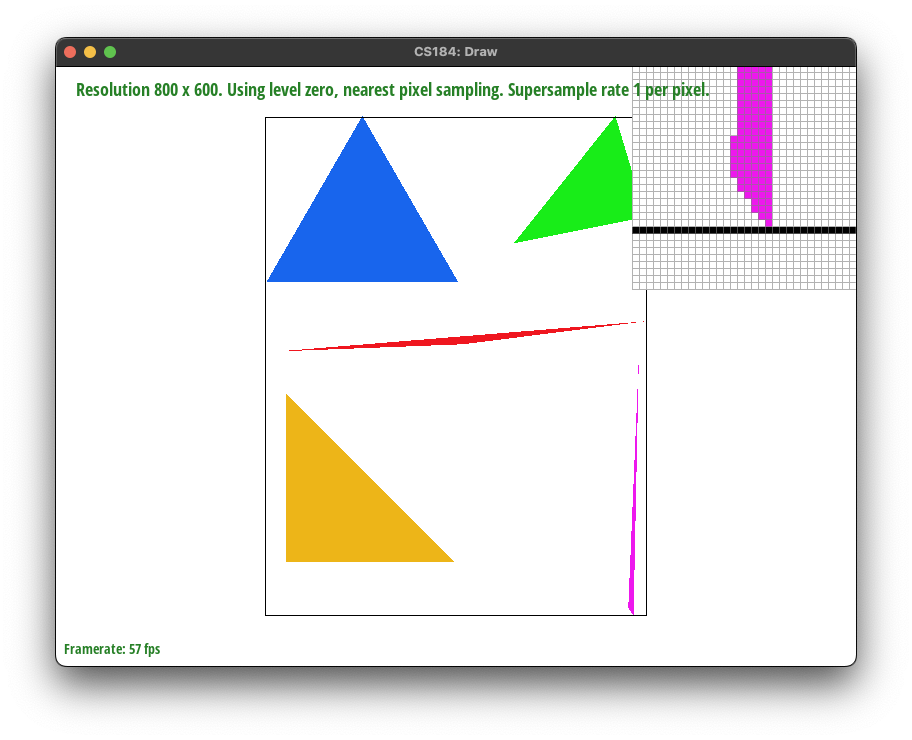 CS184: Draw
Resolution 800 x 600. Using level zero, nearest pixel sampling. Supersample rate 1 per pixel.
Framerate: 57 fps